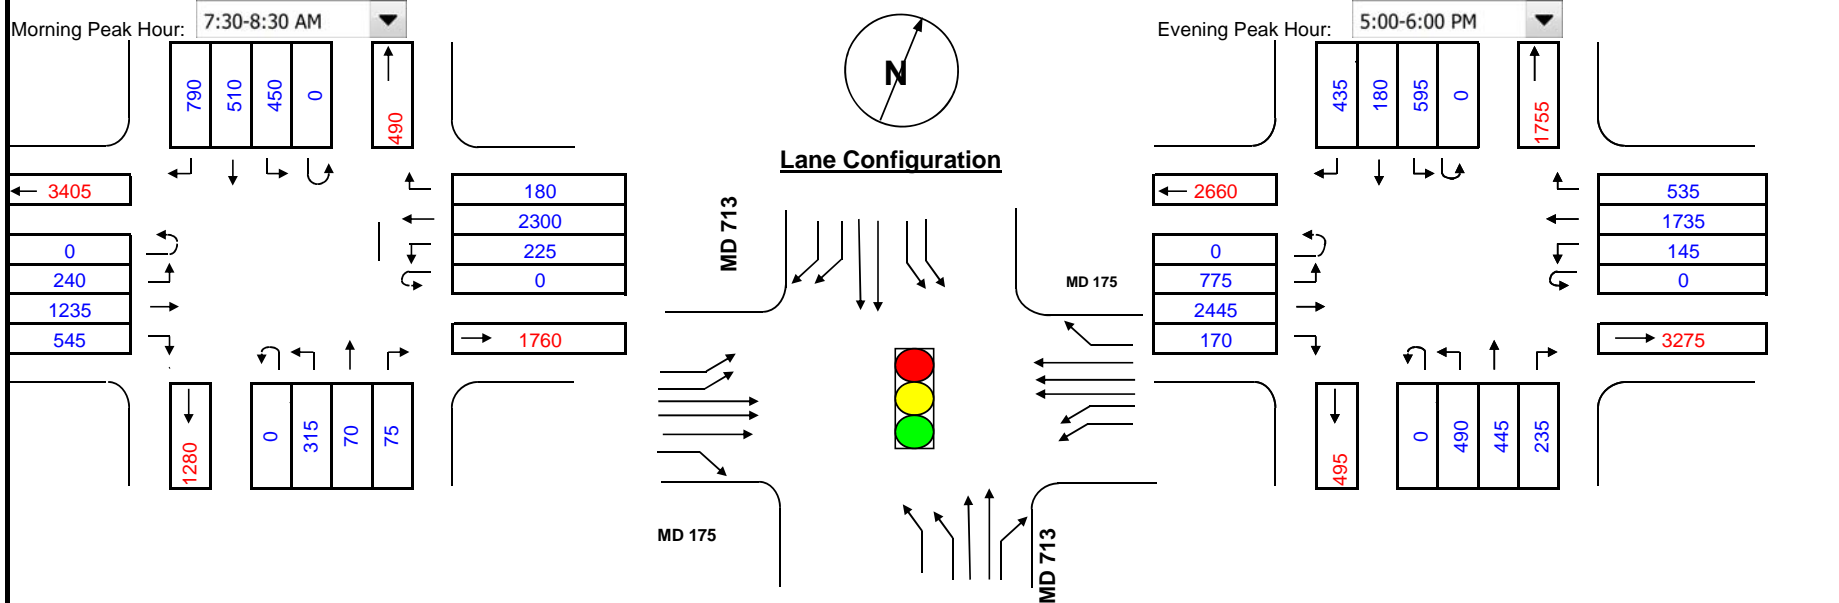 Morning Peak Hour: 7:30-8:30 AM
790 510 450 0
490
3405
0
240
1235
545
180
2300
225
0
1760
1280
0 315 70 75
N
Lane Configuration
MD 713
MD 175
MD 175
MD 713
Evening Peak Hour: 5:00-6:00 PM
435 180 595 0
1755
2660
0
775
2445
170
535
1735
145
0
3275
495
0 490 445 235